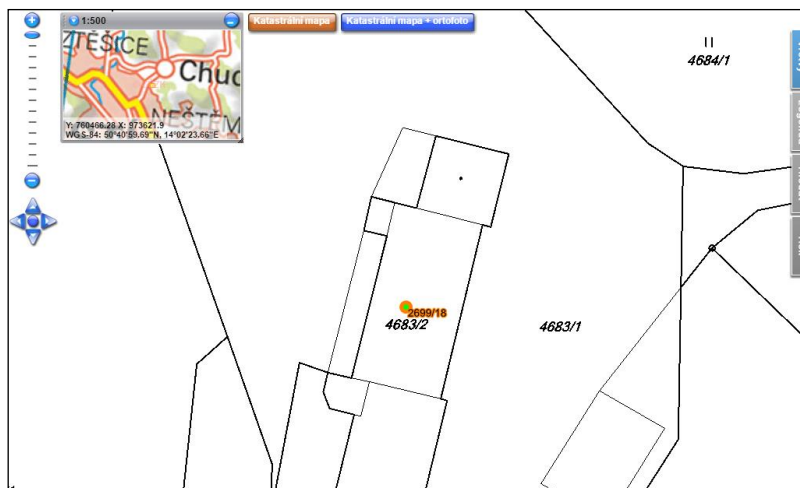 1:500
Katastrální mapa
Katastrální mapa + ortofoto
ZTĚŠICE
Chuc
NEŠTĚM
Y: 760466.28 X: 973621.9
WGS-84: 50°40'59.69"N, 14°02'23.66"E
4684/1
2699/18
4683/2
4683/1